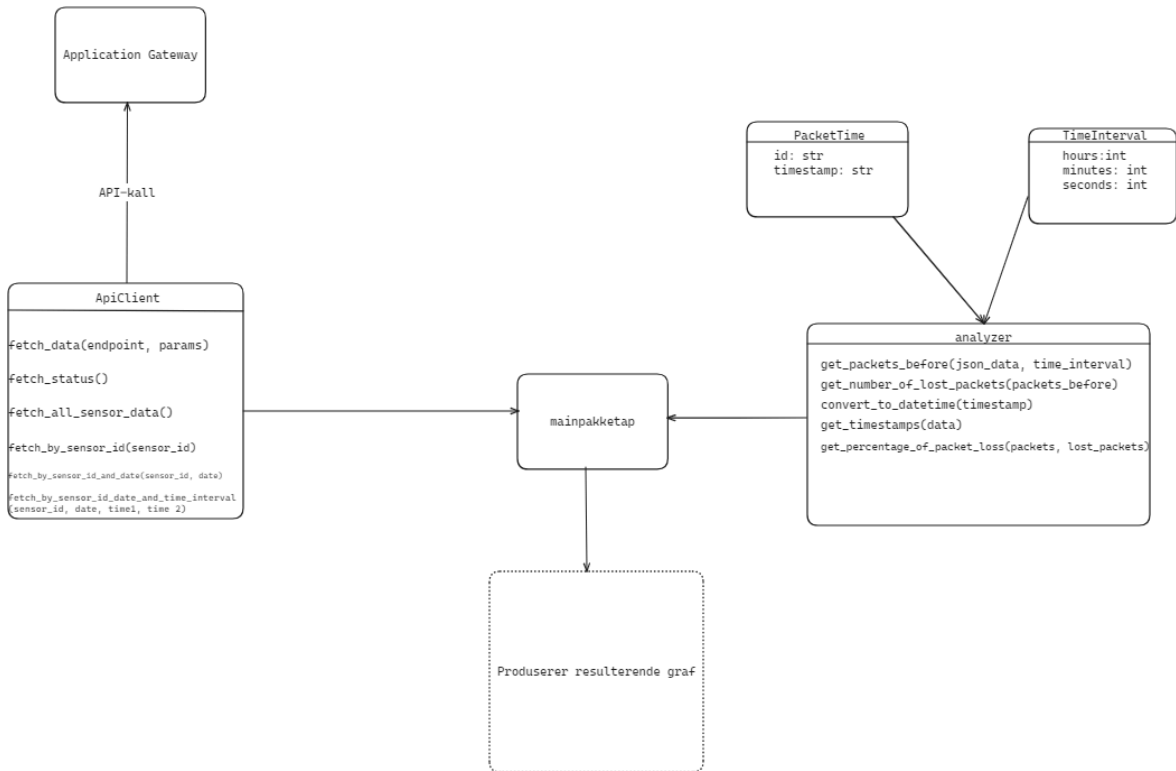 Application Gateway
API-kall
ApiClient
fetch_data(endpoint, params)
fetch_status()
fetch_all_sensor_data()
fetch_by_sensor_id(sensor_id)
fetch_by_sensor_id_and_date(sensor_id, date)
fetch_by_sensor_id_date_and_time_interval
(sensor_id, date, time1, time 2)
mainpakketap
Produserer resulterende graf
PacketTime
id: str
timestamp: str
TimeInterval
hours:int
minutes: int
seconds: int
analyzer
get_packets_before(json_data, time_interval)
get_number_of_lost_packets(packets_before)
convert_to_datetime(timestamp)
get_timestamps(data)
get_percentage_of_packet_loss(packets, lost_packets)